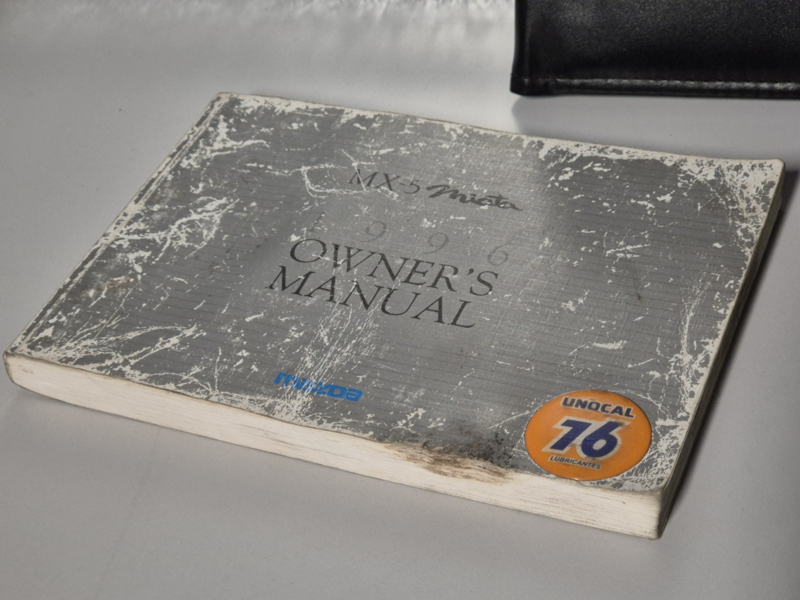 MX-5 Miata
1996
OWNER'S
MANUAL
mazda
UNOCAL
76
LUBRICANTES